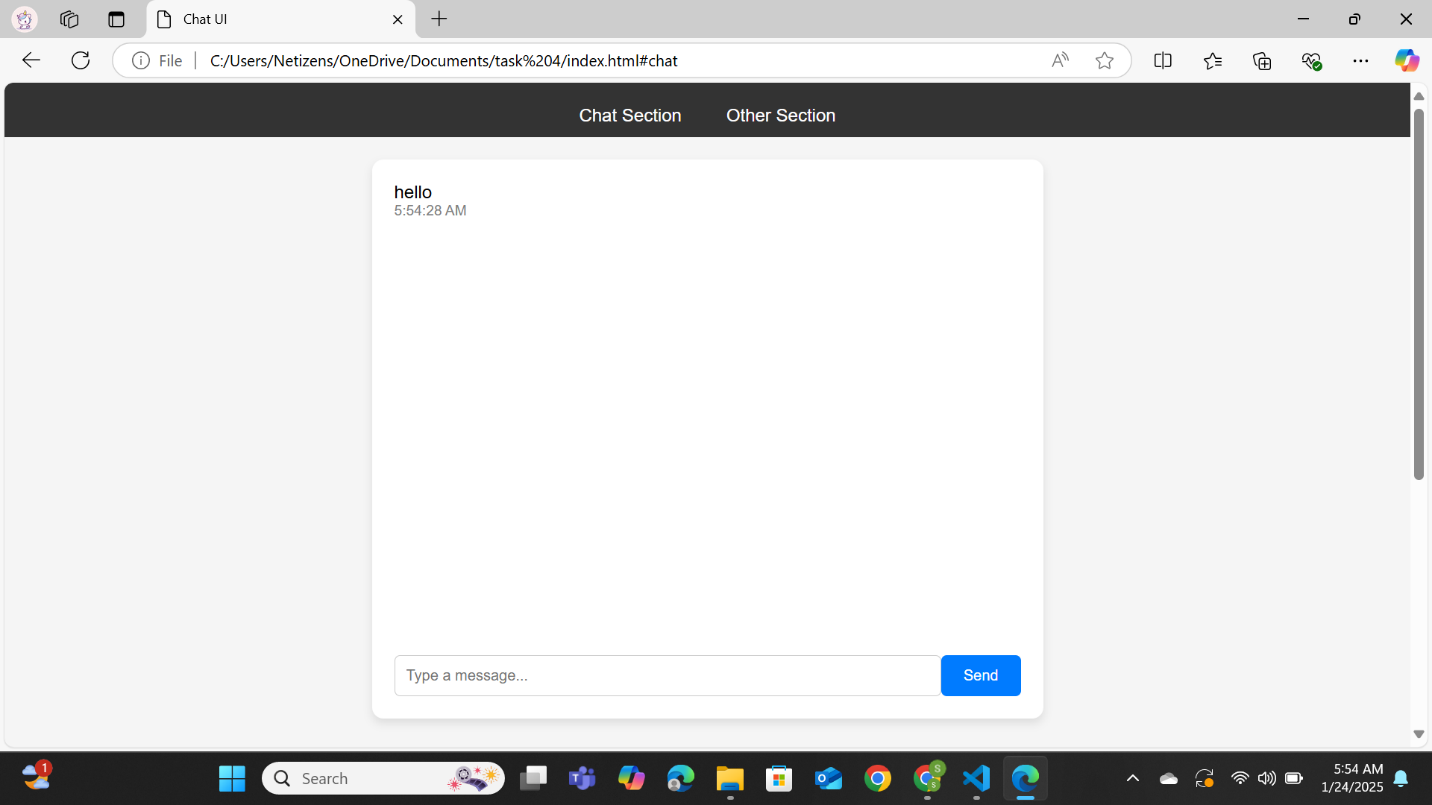 Chat UI
File
C:/Users/Netizens/OneDrive/Documents/task%204/index.html#chat
Chat Section
Other Section
hello
5:54:28 AM
Type a message...
Send
1
Search
S
S
5:54 AM
1/24/2025